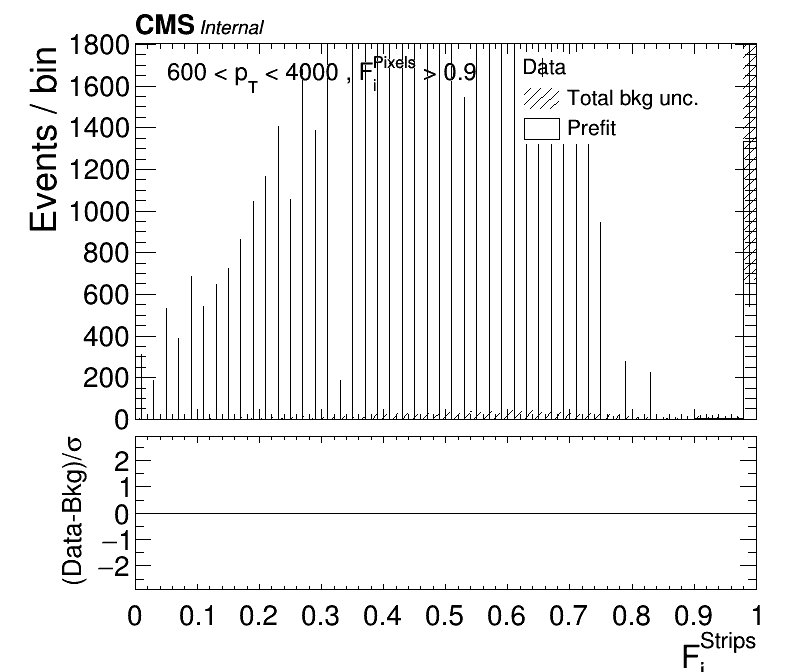 CMS Internal
Events / bin
1800
1600
1400
1200
1000
800
600
400
200
0
600 < p_T < 4000 , F_i^Pixels > 0.9
Data
Total bkg unc.
Prefit
(Data-Bkg)/σ
2
1
0
−1
−2
0 0.1 0.2 0.3 0.4 0.5 0.6 0.7 0.8 0.9 1
F_i^Strips